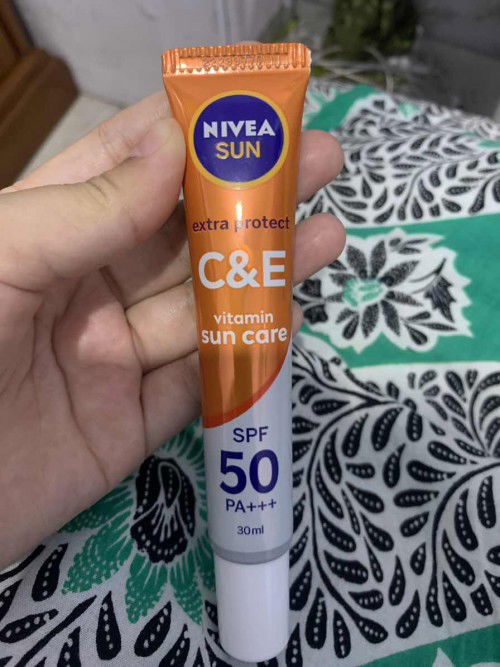 NIVEA
SUN
extra protect
C&E
vitamin
sun care
SPF
50
PA+++
30ml